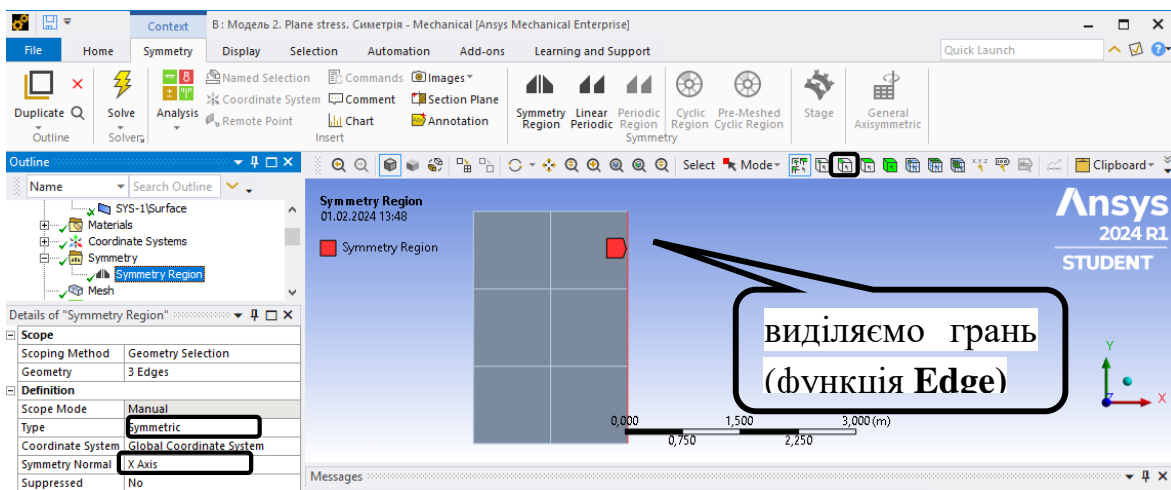 Context B : Модель 2. Plane stress. Симетрія - Mechanical [Ansys Mechanical Enterprise]
File Home Symmetry Display Selection Automation Add-ons Learning and Support Quick Launch
Duplicate Q Solve Analysis
Named Selection Commands Images
Coordinate System Comment Section Plane
Remote Point Chart Annotation
Symmetry Region Linear Periodic Periodic Region Cyclic Region Pre-Meshed Cyclic Region Stage General Axisymmetric
Outline Solvers Insert Symmetry
Outline
Select Mode Clipboard
Name Search Outline
SYS-1\Surface
Materials
Coordinate Systems
Symmetry
Symmetry Region
Mesh
Details of "Symmetry Region"
Scope
Scoping Method Geometry Selection
Geometry 3 Edges
Definition
Scope Mode Manual
Type Symmetric
Coordinate System Global Coordinate System
Symmetry Normal X Axis
Suppressed No
Symmetry Region
01.02.2024 13:48
Symmetry Region
Ansys
2024 R1
STUDENT
виділяємо грань
(функція Edge)
Y
X
Z
0,000 1,500 3,000 (m)
0,750 2,250
Messages